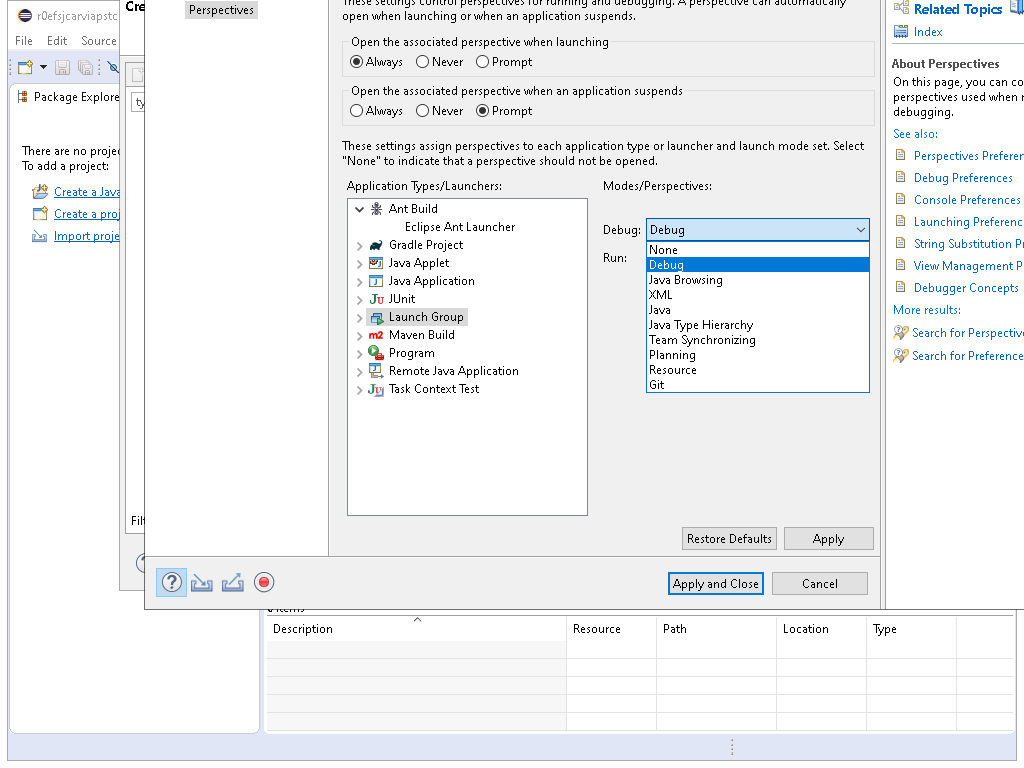 r0efsjcarviapstc
File Edit Source
Package Explore
There are no proje
To add a project:
Create a Java
Create a proj
Import proje
Cre
ty
Filt
Perspectives
These settings control perspectives for running and debugging. A perspective can automatically
open when launching or when an application suspends.
Open the associated perspective when launching
Always Never Prompt
Open the associated perspective when an application suspends
Always Never Prompt
These settings assign perspectives to each application type or launcher and launch mode set. Select
"None" to indicate that a perspective should not be opened.
Application Types/Launchers:
Ant Build
Eclipse Ant Launcher
Gradle Project
Java Applet
Java Application
JUnit
Launch Group
Maven Build
Program
Remote Java Application
Task Context Test
Modes/Perspectives:
Debug: Debug
Run:
None
Debug
Java Browsing
XML
Java
Java Type Hierarchy
Team Synchronizing
Planning
Resource
Git
Restore Defaults Apply
Apply and Close Cancel
Related Topics
Index
About Perspectives
On this page, you can co
perspectives used when r
debugging.
See also:
Perspectives Preferen
Debug Preferences
Console Preferences
Launching Preferenc
String Substitution Pr
View Management P
Debugger Concepts
More results:
Search for Perspective
Search for Preference
items
Description Resource Path Location Type